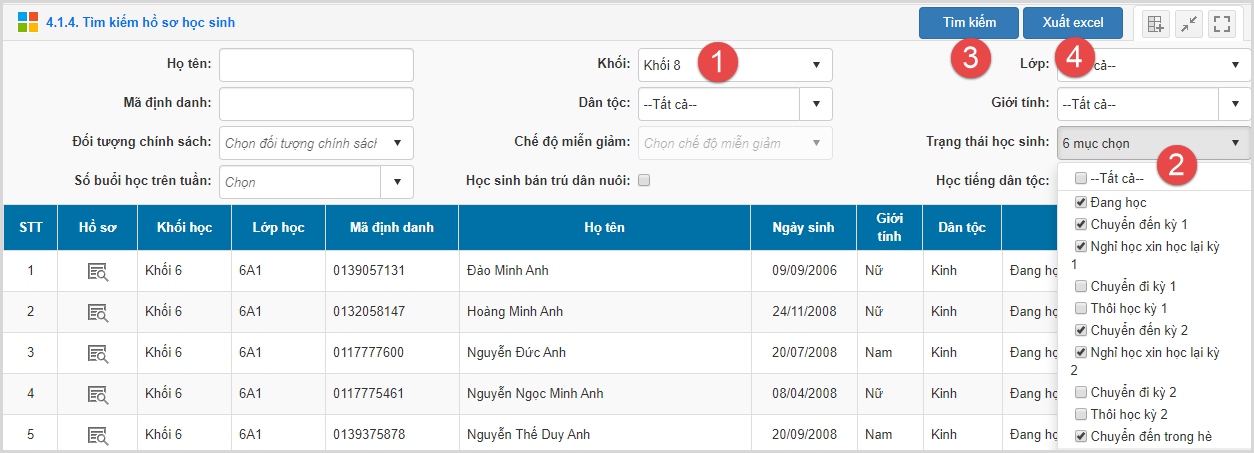 4.1.4. Tìm kiếm hồ sơ học sinh Tìm kiếm Xuất excel
3 4
Họ tên: Khối: Khối 8 1 Lớp: cả--
Mã định danh: Dân tộc: --Tất cả-- Giới tính: --Tất cả--
Đối tượng chính sách: Chọn đối tượng chính sách Chế độ miễn giảm: Chọn chế độ miễn giảm Trạng thái học sinh: 6 mục chọn
2
Số buổi học trên tuần: Chọn Học sinh bán trú dân nuôi: Học tiếng dân tộc:
--Tất cả--
Đang học
Chuyển đến kỳ 1
Nghỉ học xin học lại kỳ
1
Chuyển đi kỳ 1
Thôi học kỳ 1
Chuyển đến kỳ 2
Nghỉ học xin học lại kỳ
2
Chuyển đi kỳ 2
Thôi học kỳ 2
Chuyển đến trong hè
STT Hồ sơ Khối học Lớp học Mã định danh Họ tên Ngày sinh Giới tính Dân tộc
1 Khối 6 6A1 0139057131 Đào Minh Anh 09/09/2006 Nữ Kinh Đang họ
2 Khối 6 6A1 0132058147 Hoàng Minh Anh 24/11/2008 Nữ Kinh Đang họ
3 Khối 6 6A1 0117777600 Nguyễn Đức Anh 20/07/2008 Nam Kinh Đang họ
4 Khối 6 6A1 0117775461 Nguyễn Ngọc Minh Anh 08/04/2008 Nữ Kinh Đang họ
5 Khối 6 6A1 0139375878 Nguyễn Thế Duy Anh 20/09/2008 Nam Kinh Đang họ